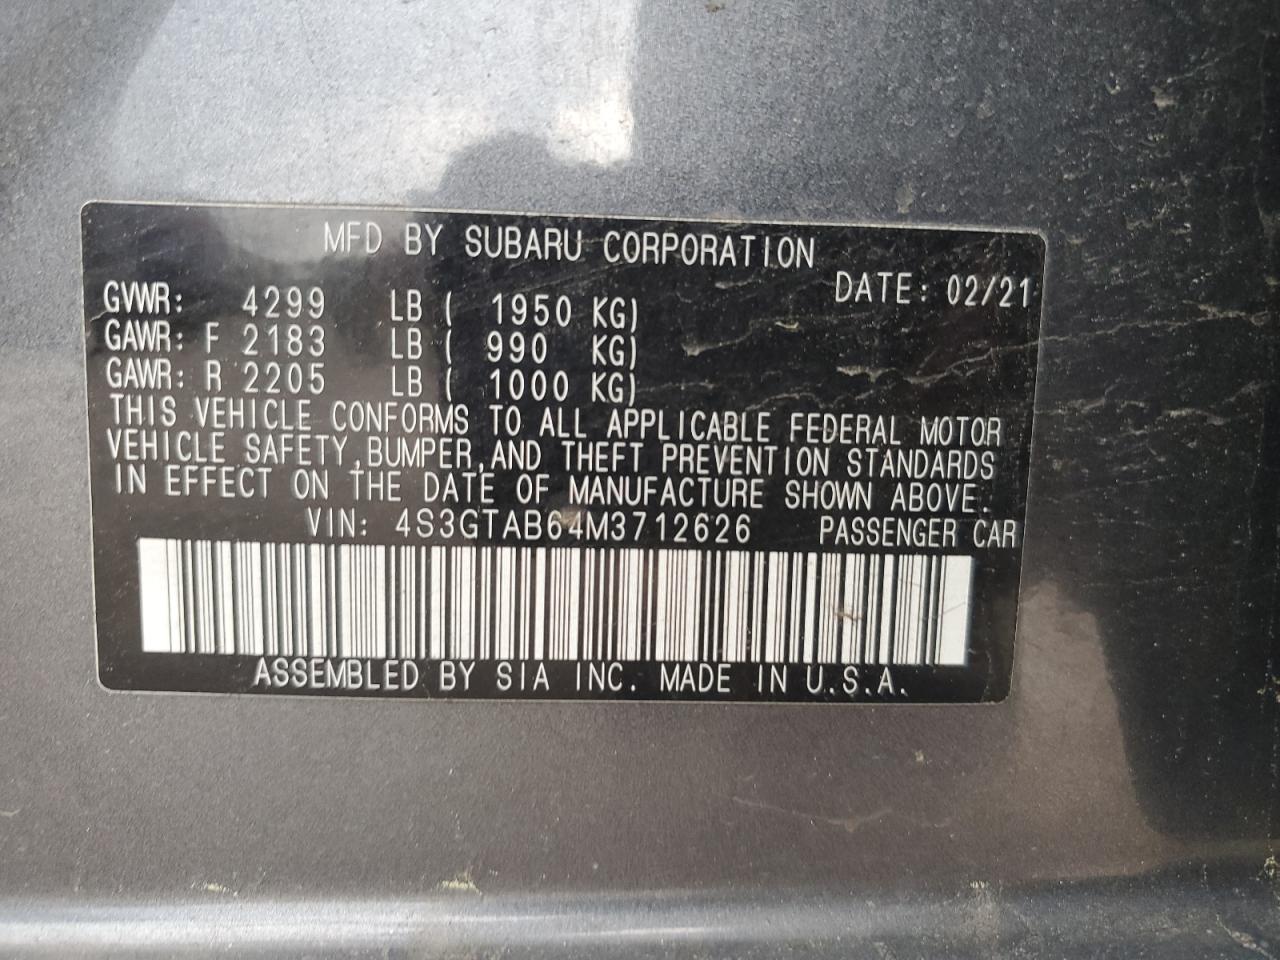 MFD BY SUBARU CORPORATION
DATE: 02/21
GVWR: 4299 LB ( 1950 KG)
GAWR: F 2183 LB ( 990 KG)
GAWR: R 2205 LB ( 1000 KG)
THIS VEHICLE CONFORMS TO ALL APPLICABLE FEDERAL MOTOR
VEHICLE SAFETY,BUMPER,AND THEFT PREVENTION STANDARDS
IN EFFECT ON THE DATE OF MANUFACTURE SHOWN ABOVE.
VIN: 4S3GTAB64M3712626 PASSENGER CAR
ASSEMBLED BY SIA INC. MADE IN U.S.A.